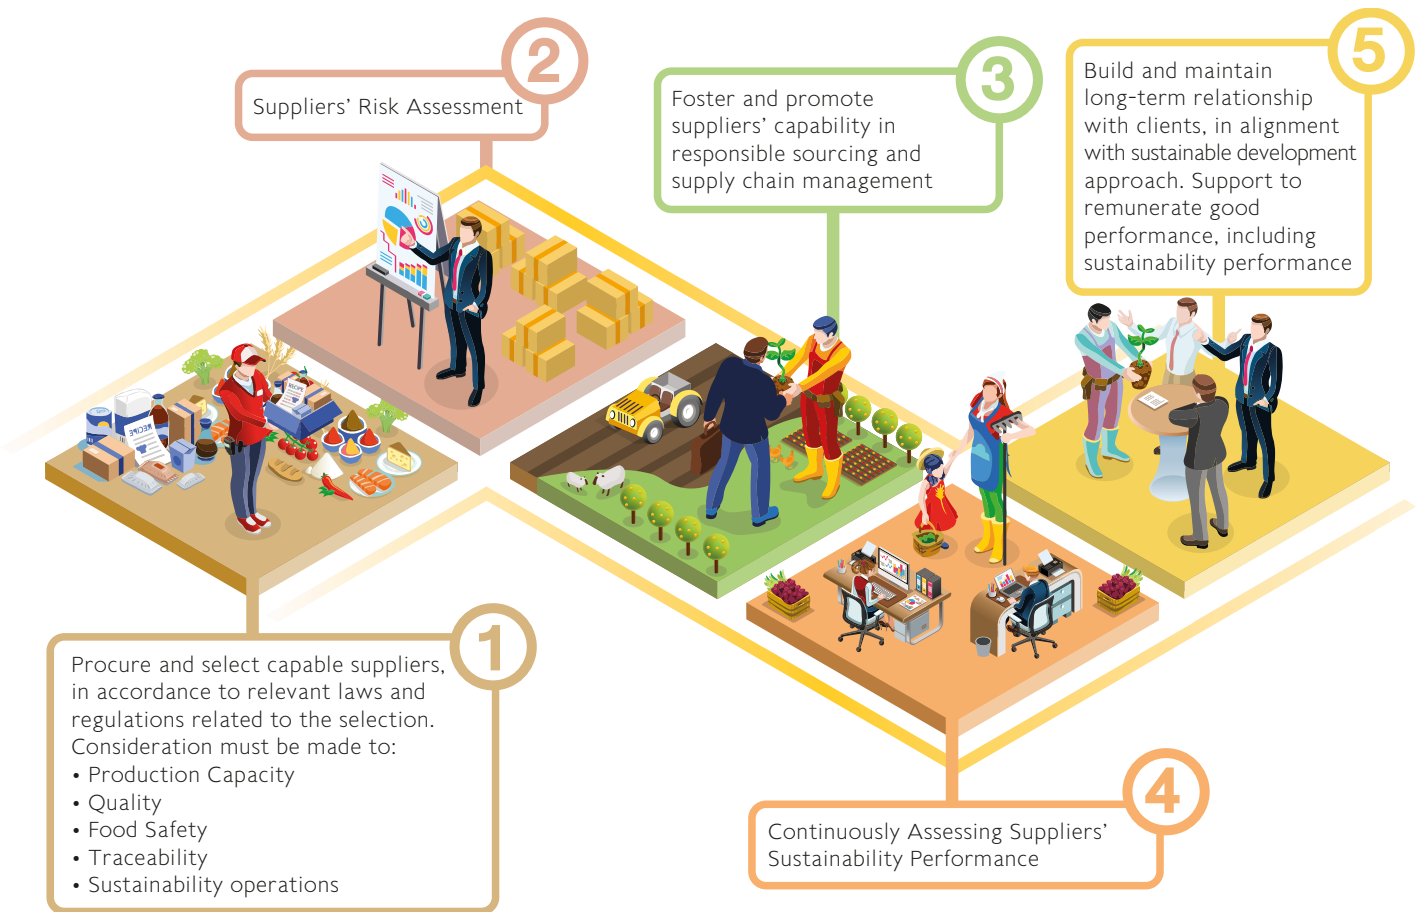 1
Procure and select capable suppliers,
in accordance to relevant laws and
regulations related to the selection.
Consideration must be made to:
• Production Capacity
• Quality
• Food Safety
• Traceability
• Sustainability operations
2
Suppliers’ Risk Assessment
3
Foster and promote
suppliers’ capability in
responsible sourcing and
supply chain management
4
Continuously Assessing Suppliers’
Sustainability Performance
5
Build and maintain
long-term relationship
with clients, in alignment
with sustainable development
approach. Support to
remunerate good
performance, including
sustainability performance
RECIPE
RECIPE